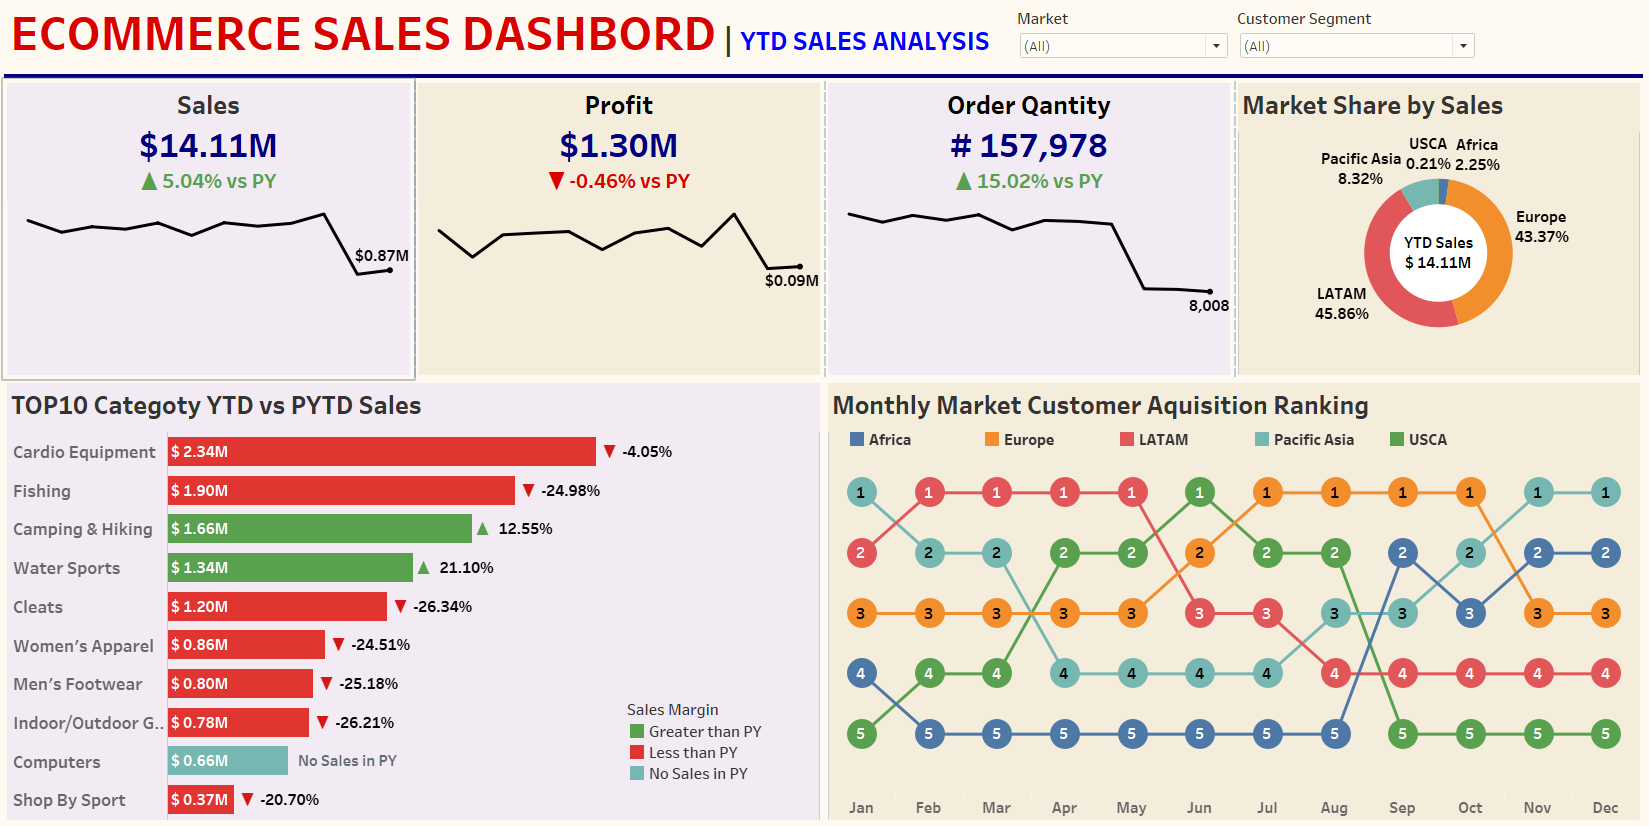 ECOMMERCE SALES DASHBORD | YTD SALES ANALYSIS
Market
(All)
Customer Segment
(All)
Sales
$14.11M
▲ 5.04% vs PY
$0.87M
Profit
$1.30M
▼ -0.46% vs PY
$0.09M
Order Qantity
# 157,978
▲ 15.02% vs PY
8,008
Market Share by Sales
USCA
0.21%
Africa
2.25%
Pacific Asia
8.32%
Europe
43.37%
YTD Sales
$ 14.11M
LATAM
45.86%
TOP10 Categoty YTD vs PYTD Sales
Cardio Equipment $ 2.34M ▼ -4.05%
Fishing $ 1.90M ▼ -24.98%
Camping & Hiking $ 1.66M ▲ 12.55%
Water Sports $ 1.34M ▲ 21.10%
Cleats $ 1.20M ▼ -26.34%
Women's Apparel $ 0.86M ▼ -24.51%
Men's Footwear $ 0.80M ▼ -25.18%
Indoor/Outdoor G.. $ 0.78M ▼ -26.21%
Computers $ 0.66M No Sales in PY
Shop By Sport $ 0.37M ▼ -20.70%
Sales Margin
Greater than PY
Less than PY
No Sales in PY
Monthly Market Customer Aquisition Ranking
Africa Europe LATAM Pacific Asia USCA
1 1 1 1 1 1 1 1 1 1 1 1
2 2 2 2 2 2 2 2 2 2 2 2
3 3 3 3 3 3 3 3 3 3 3 3
4 4 4 4 4 4 4 4 4 4 4 4
5 5 5 5 5 5 5 5 5 5 5
Jan Feb Mar Apr May Jun Jul Aug Sep Oct Nov Dec